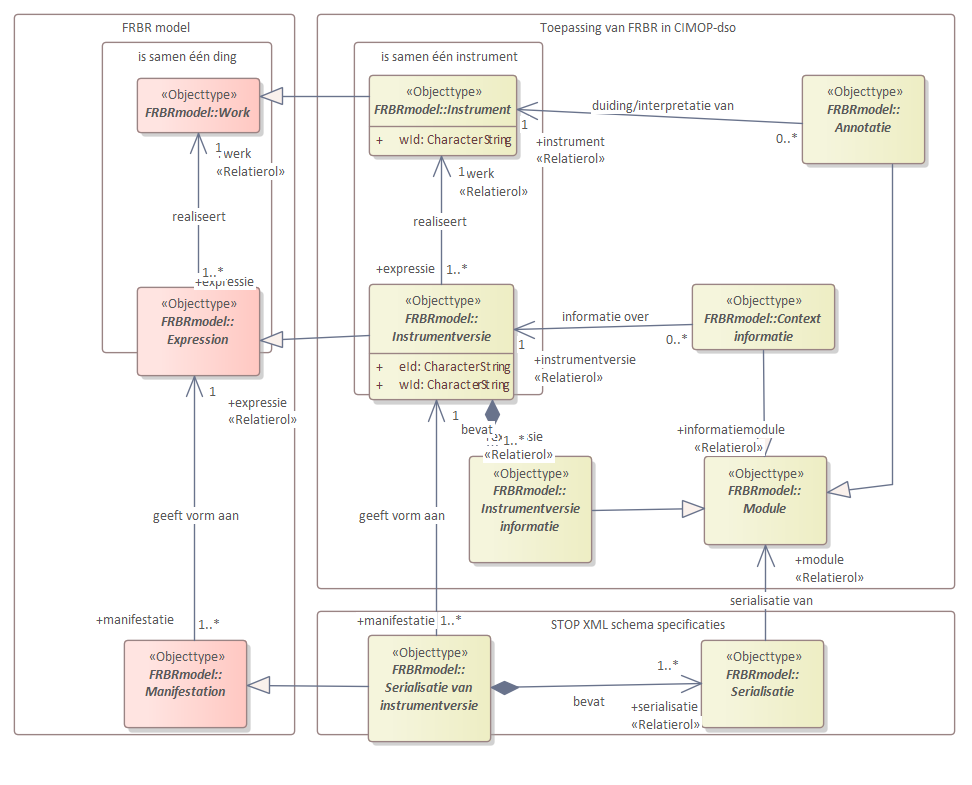 FRBR model
is samen één ding
«Objecttype»
FRBRmodel::Work
1
werk
«Relatierol»
realiseert
1..*
+expressie
«Objecttype»
FRBRmodel::
Expression
1
+expressie
«Relatierol»
geeft vorm aan
+manifestatie
1..*
«Objecttype»
FRBRmodel::
Manifestation
Toepassing van FRBR in CIMOP-dso
is samen één instrument
«Objecttype»
FRBRmodel::Instrument
+ wId: CharacterString
duiding/interpretatie van
1
+instrument
«Relatierol»
0..*
«Objecttype»
FRBRmodel::
Annotatie
1
werk
«Relatierol»
realiseert
+expressie
1..*
«Objecttype»
FRBRmodel::
Instrumentversie
+ eId: CharacterString
+ wId: CharacterString
informatie over
1
+instrumentversie
«Relatierol»
0..*
«Objecttype»
FRBRmodel::Context
informatie
1
bevat
1..*
«Relatierol»
«Objecttype»
FRBRmodel::
Instrumentversie
informatie
+informatiemodule
«Relatierol»
«Objecttype»
FRBRmodel::
Module
geeft vorm aan
+module
«Relatierol»
serialisatie van
STOP XML schema specificaties
+manifestatie
1..*
«Objecttype»
FRBRmodel::
Serialisatie van
instrumentversie
bevat
1..*
+serialisatie
«Relatierol»
«Objecttype»
FRBRmodel::
Serialisatie